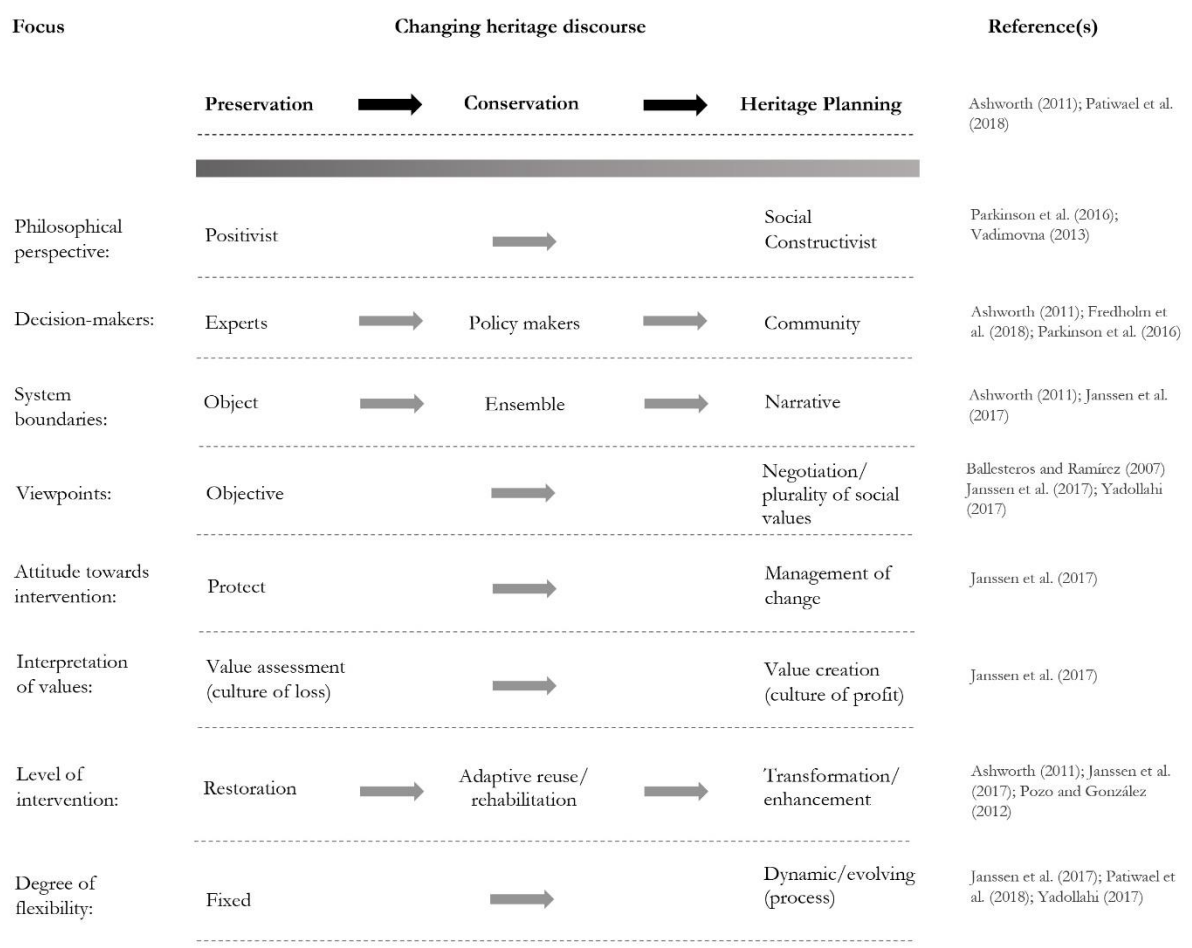 Focus
Changing heritage discourse
Reference(s)
Preservation
Conservation
Heritage Planning
Ashworth (2011); Patiwael et al.
(2018)
Philosophical
perspective:
Positivist
Social
Constructivist
Parkinson et al. (2016);
Vadimovna (2013)
Decision-makers:
Experts
Policy makers
Community
Ashworth (2011); Fredholm et
al. (2018); Parkinson et al. (2016)
System
boundaries:
Object
Ensemble
Narrative
Ashworth (2011); Janssen et al.
(2017)
Viewpoints:
Objective
Negotiation/
plurality of social
values
Ballesteros and Ramírez (2007)
Janssen et al. (2017); Yadollahi
(2017)
Attitude towards
intervention:
Protect
Management of
change
Janssen et al. (2017)
Interpretation
of values:
Value assessment
(culture of loss)
Value creation
(culture of profit)
Janssen et al. (2017)
Level of
intervention:
Restoration
Adaptive reuse/
rehabilitation
Transformation/
enhancement
Ashworth (2011); Janssen et al.
(2017); Pozo and González
(2012)
Degree of
flexibility:
Fixed
Dynamic/evolving
(process)
Janssen et al. (2017); Patiwael et
al. (2018); Yadollahi (2017)